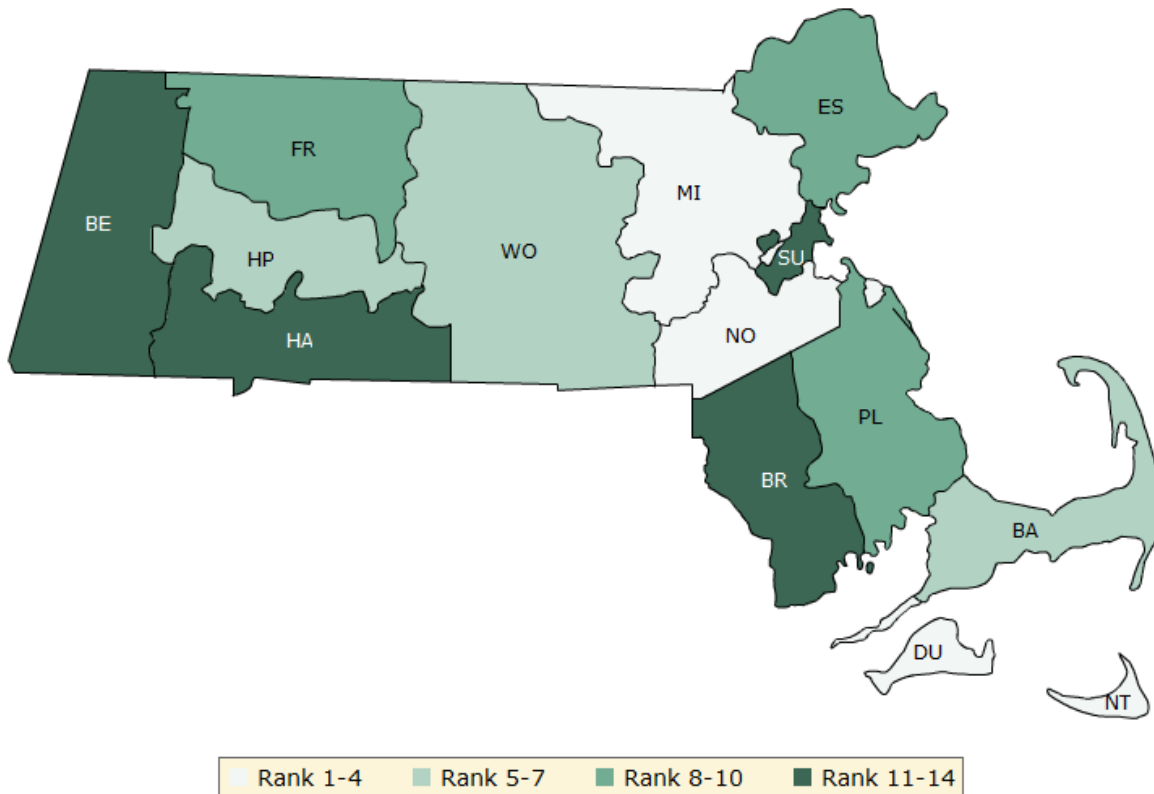 ES
FR
MI
BE
HP
WO
SU
NO
HA
PL
BR
BA
DU
NT
Rank 1-4 Rank 5-7 Rank 8-10 Rank 11-14